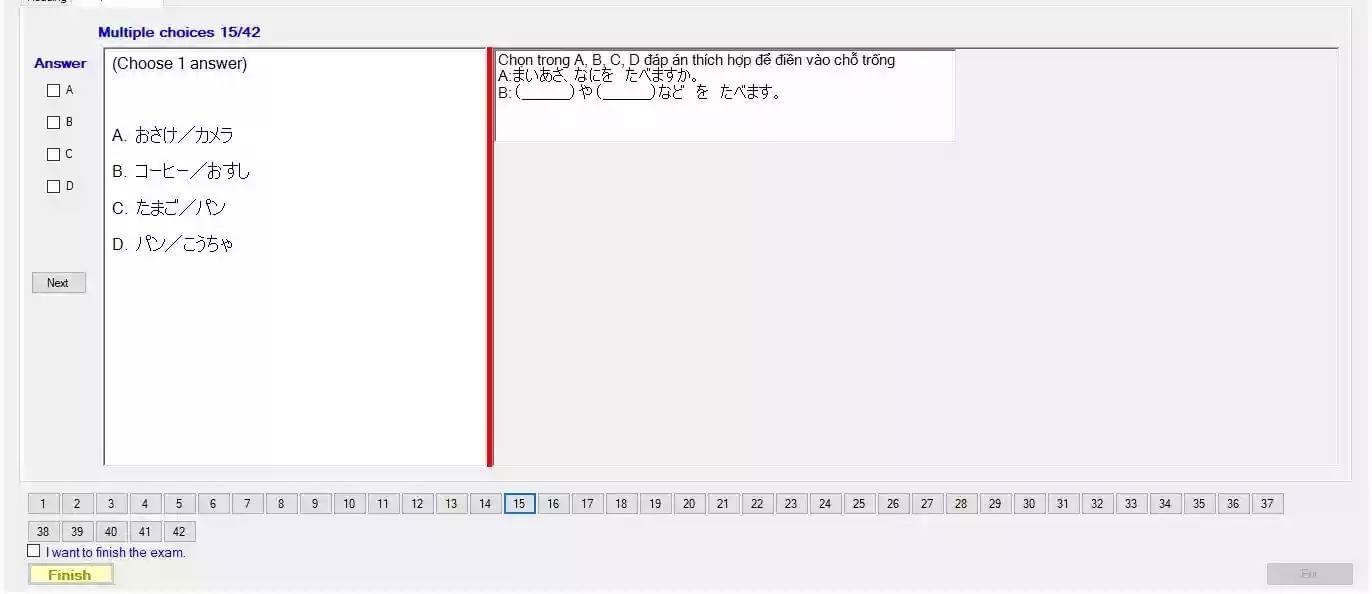 Multiple choices 15/42
Answer
A
B
C
D
Next
(Choose 1 answer)
A. おさけ／カメラ
B. コーヒー／おすし
C. たまご／パン
D. パン／こうちゃ
Chọn trong A, B, C, D đáp án thích hợp để điền vào chỗ trống
A:まいあさ、なにを たべますか。
B:(______)や(______)など を たべます。
1 2 3 4 5 6 7 8 9 10 11 12 13 14 15 16 17 18 19 20 21 22 23 24 25 26 27 28 29 30 31 32 33 34 35 36 37
38 39 40 41 42
I want to finish the exam.
Finish